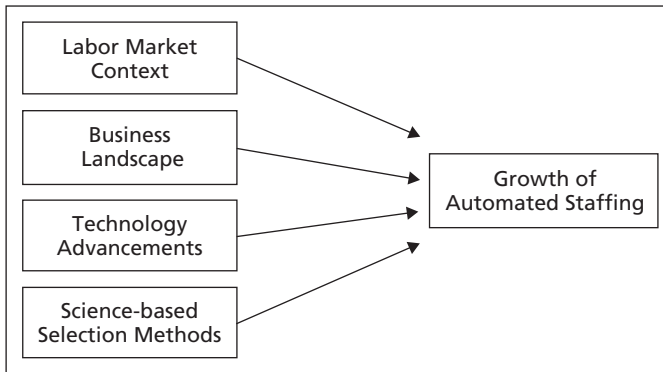 Labor Market
Context
Business
Landscape
Technology
Advancements
Science-based
Selection Methods
Growth of
Automated Staffing